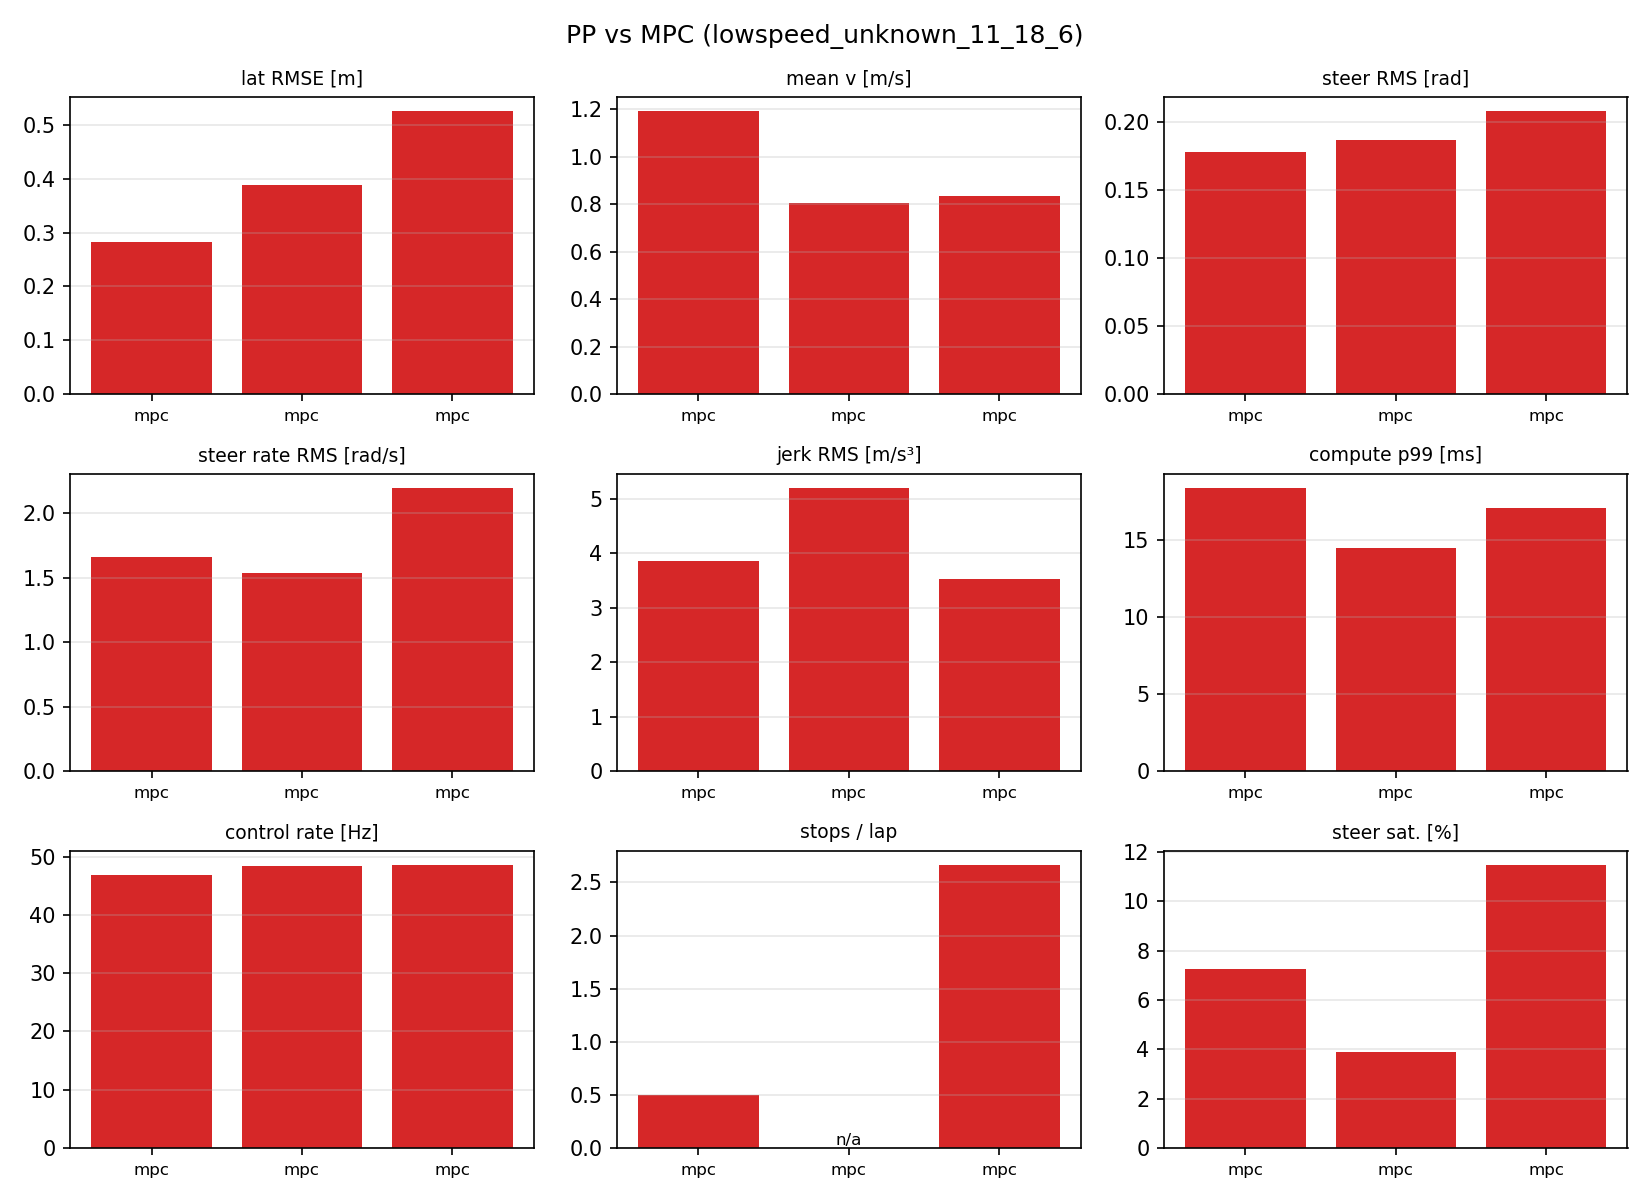 PP vs MPC (lowspeed_unknown_11_18_6)
lat RMSE [m]
0.5
0.4
0.3
0.2
0.1
0.0
mpc mpc mpc
mean v [m/s]
1.2
1.0
0.8
0.6
0.4
0.2
0.0
mpc mpc mpc
steer RMS [rad]
0.20
0.15
0.10
0.05
0.00
mpc mpc mpc
steer rate RMS [rad/s]
2.0
1.5
1.0
0.5
0.0
mpc mpc mpc
jerk RMS [m/s³]
5
4
3
2
1
0
mpc mpc mpc
compute p99 [ms]
15
10
5
0
mpc mpc mpc
control rate [Hz]
50
40
30
20
10
0
mpc mpc mpc
stops / lap
2.5
2.0
1.5
1.0
0.5
0.0
n/a
mpc mpc mpc
steer sat. [%]
12
10
8
6
4
2
0
mpc mpc mpc